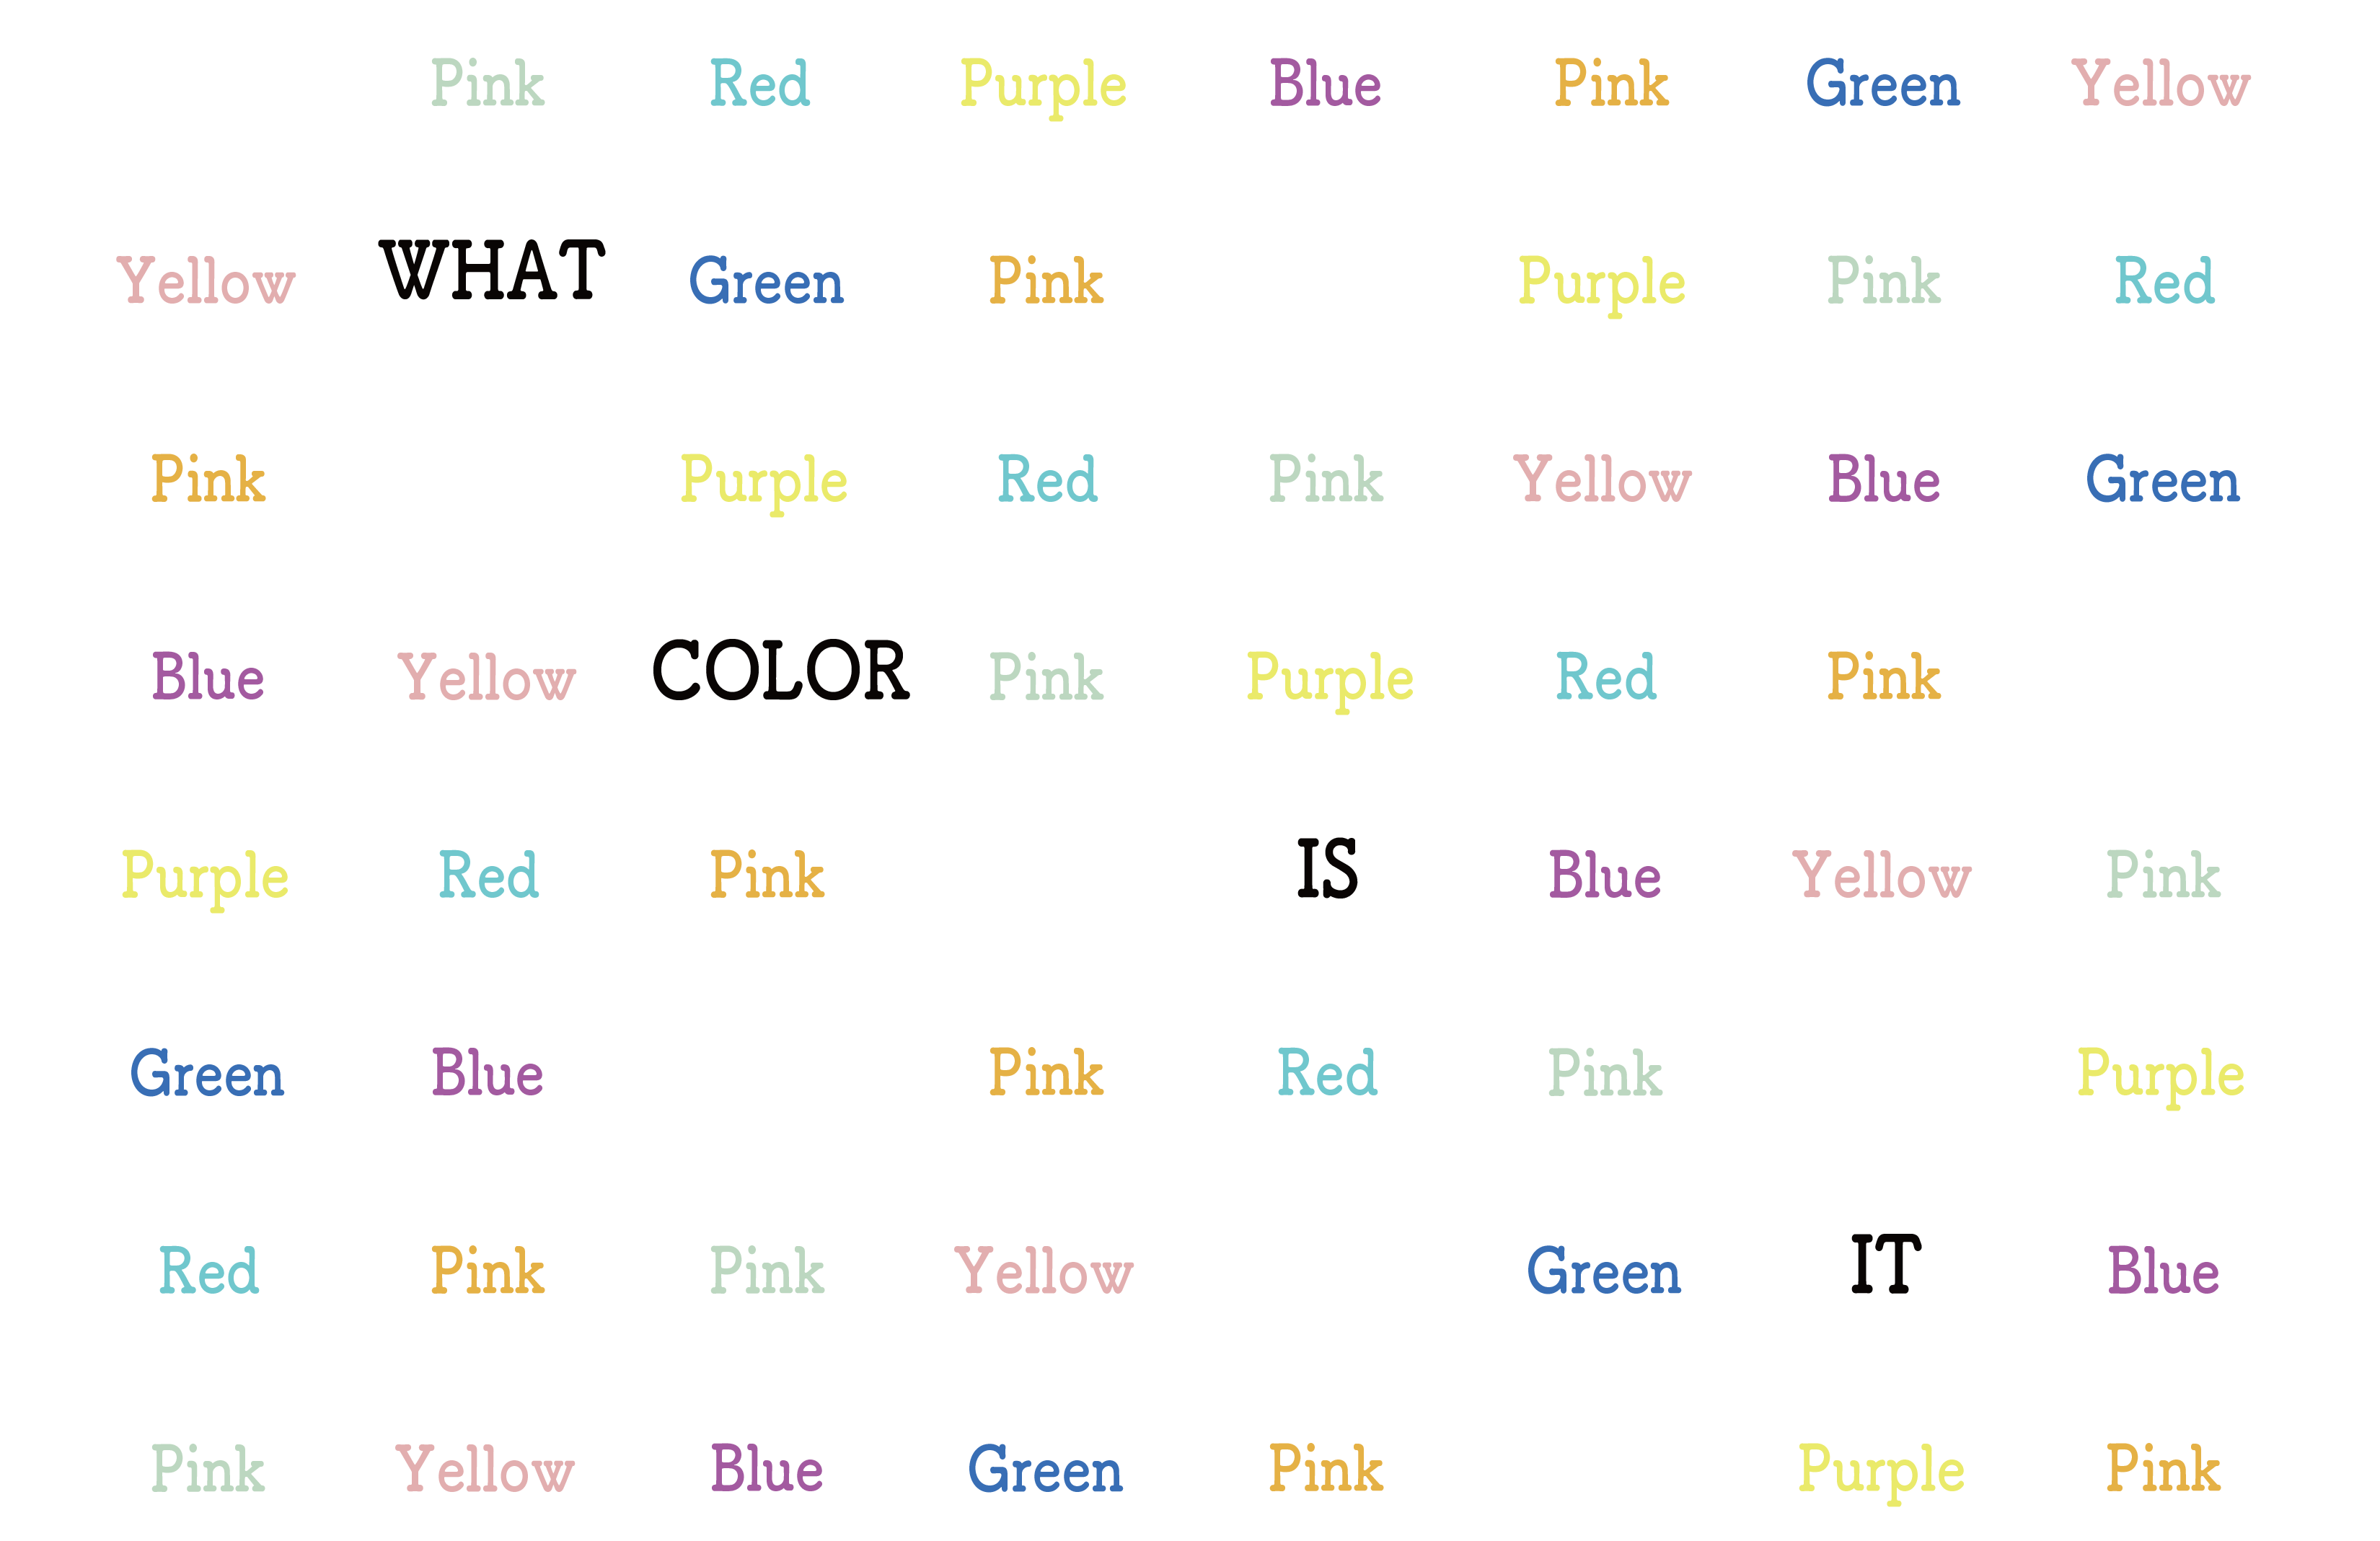 Pink Red Purple Blue Pink Green Yellow
Yellow WHAT Green Pink Purple Pink Red
Pink Purple Red Pink Yellow Blue Green
Blue Yellow COLOR Pink Purple Red Pink
Purple Red Pink IS Blue Yellow Pink
Green Blue Pink Red Pink Purple
Red Pink Pink Yellow Green IT Blue
Pink Yellow Blue Green Pink Purple Pink